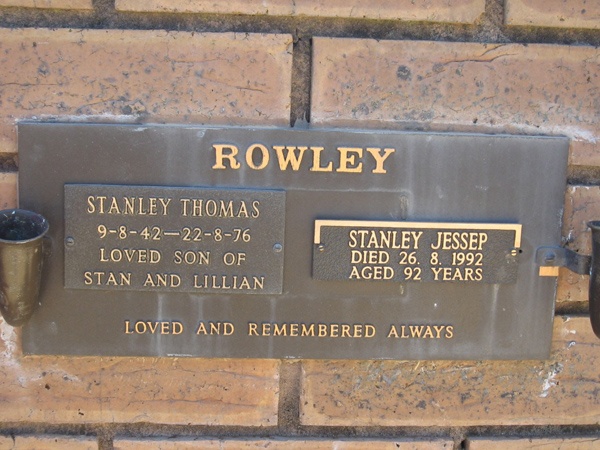 ROWLEY
STANLEY THOMAS
9-8-42—22-8-76
LOVED SON OF
STAN AND LILLIAN
STANLEY JESSEP
DIED 26. 8. 1992
AGED 92 YEARS
LOVED AND REMEMBERED ALWAYS